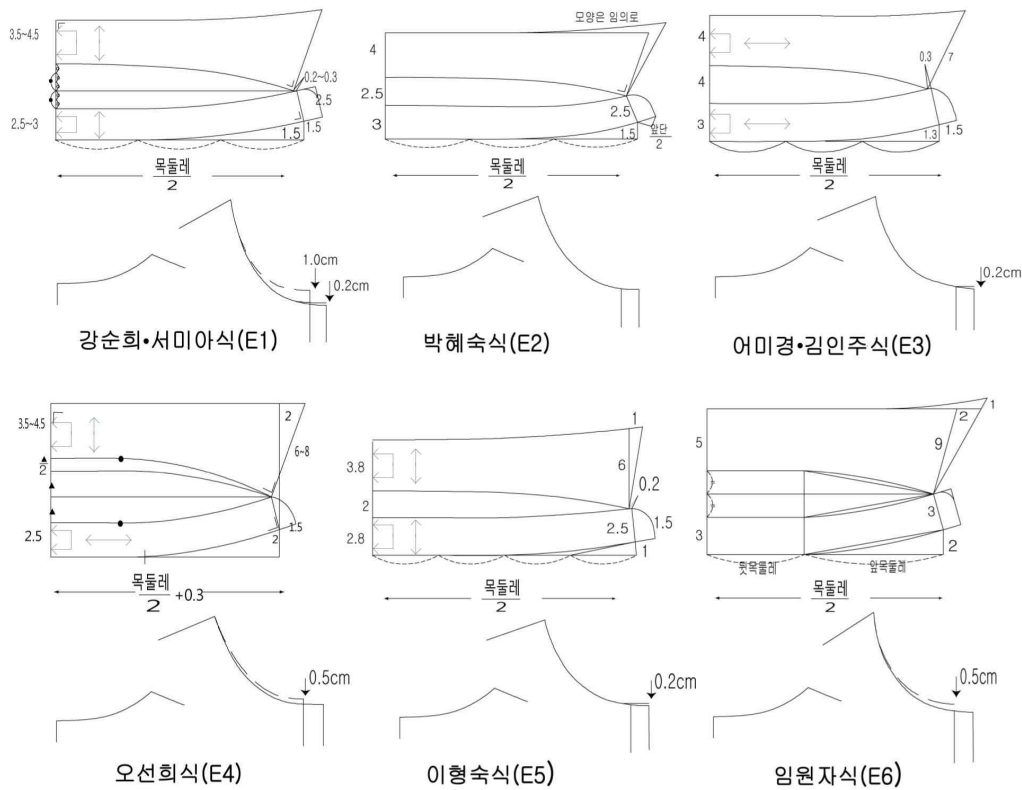 3.5~4.5
0.2~0.3
2.5
2.5~3
1.5
1.5
목둘레
2
1.0cm
0.2cm
강순희•서미아식(E1)
모양은 임의로
4
2.5
3
2.5
1.5
앞단
2
목둘레
2
박혜숙식(E2)
4
0.3
7
4
3
1.3
1.5
목둘레
2
0.2cm
어미경•김인주식(E3)
3.5~4.5
2
6~8
▲
2
▲
▲
2.5
1.5
2
목둘레
2
+0.3
0.5cm
오선희식(E4)
1
3.8
6
0.2
2
2.5
1.5
2.8
1
목둘레
2
0.2cm
이형숙식(E5)
1
2
5
9
3
3
2
뒷목둘레
앞목둘레
목둘레
2
0.5cm
임원자식(E6)